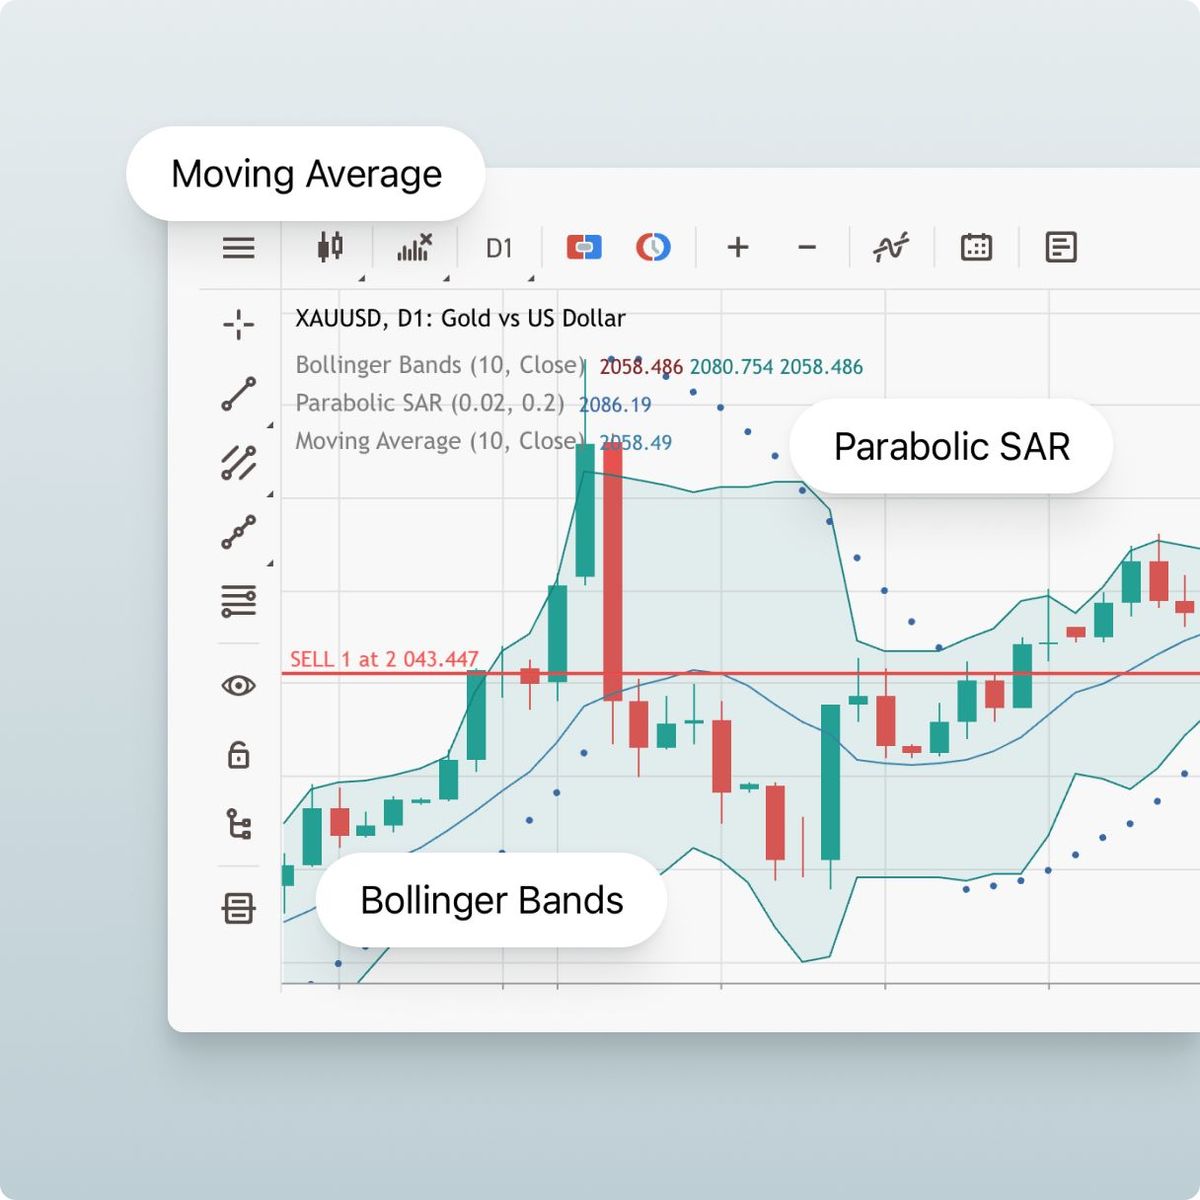 Moving Average
D1
XAUUSD, D1: Gold vs US Dollar
Bollinger Bands (10, Close) 2058.486 2080.754 2058.486
Parabolic SAR (0.02, 0.2) 2086.19
Moving Average (10, Close) 2058.49
Parabolic SAR
SELL 1 at 2 043.447
Bollinger Bands